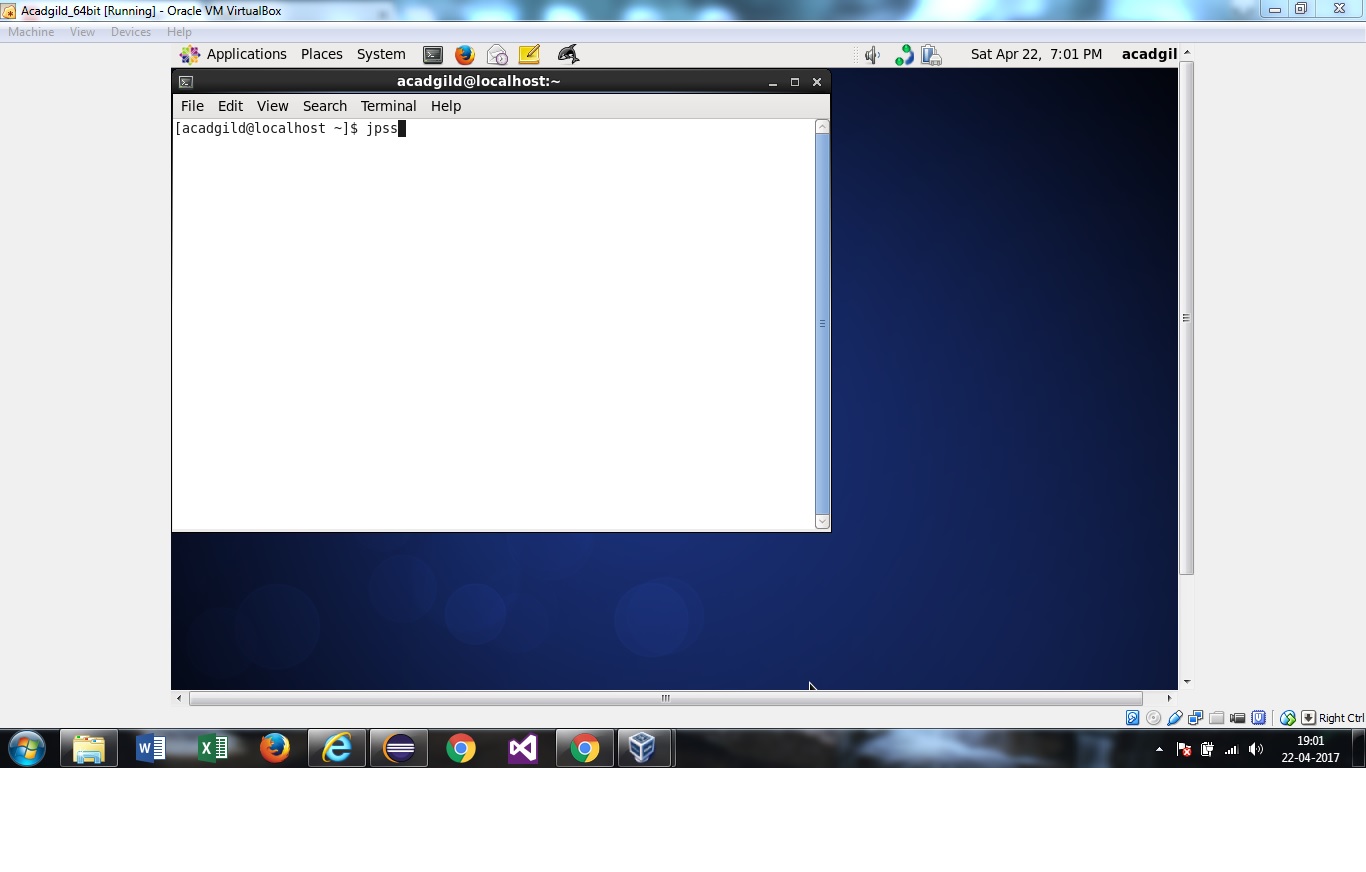 Acadgild_64bit [Running] - Oracle VM VirtualBox
Machine View Devices Help
Applications Places System Sat Apr 22, 7:01 PM acadgil
acadgild@localhost:~
File Edit View Search Terminal Help
[acadgild@localhost ~]$ jpss
Right Ctrl
19:01
22-04-2017